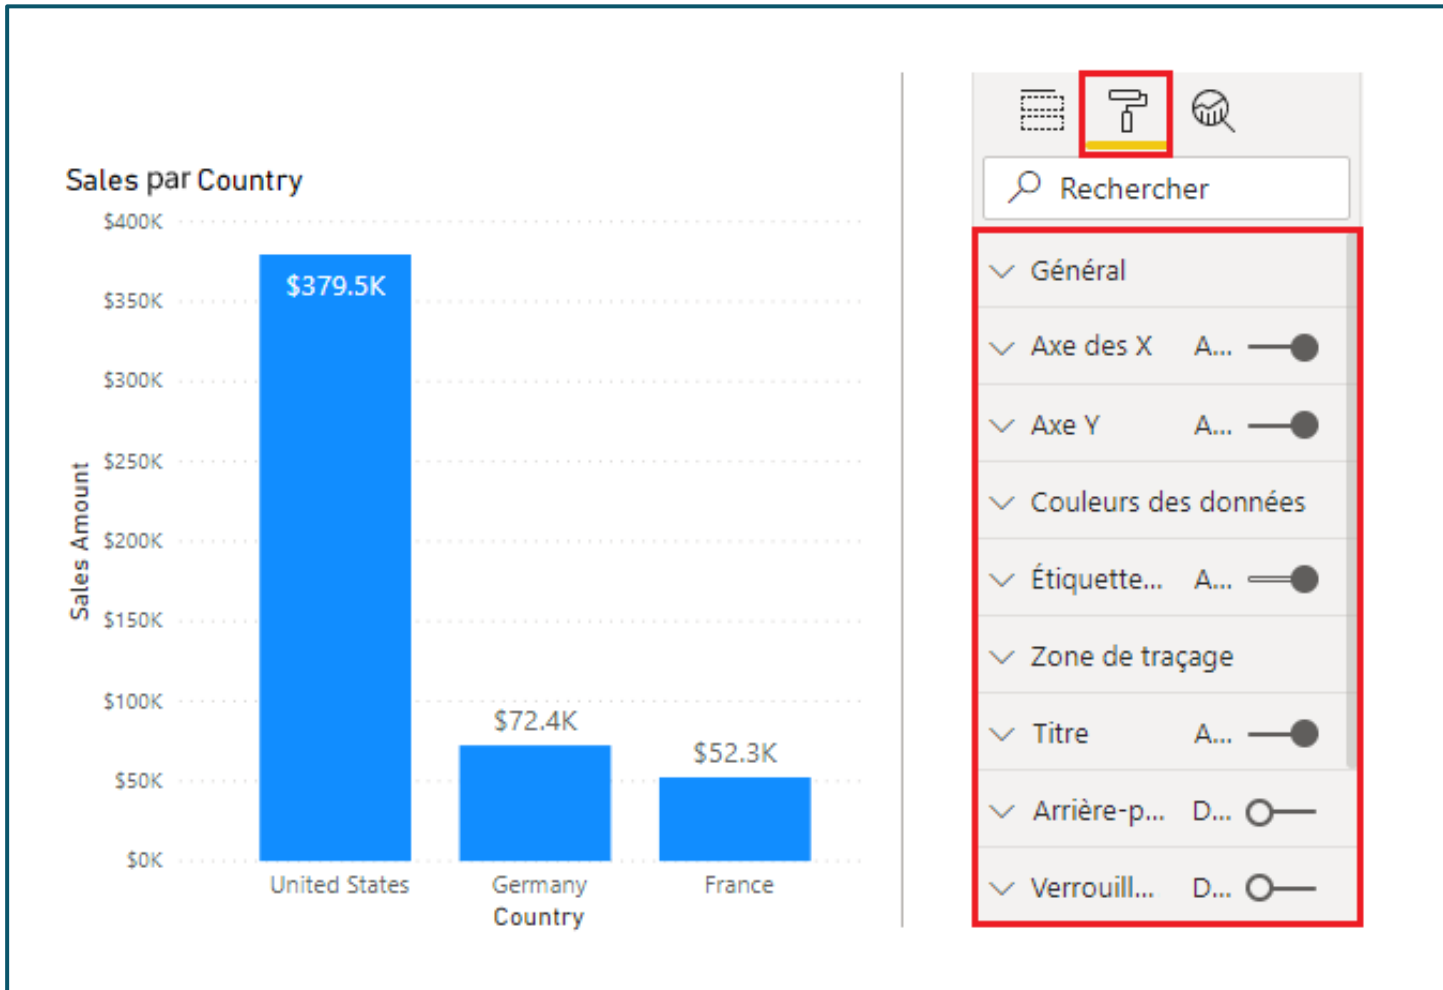 Sales par Country
$400K
$350K
$300K
$250K
$200K
$150K
$100K
$50K
$0K
Sales Amount
$379.5K
$72.4K
$52.3K
United States
Germany
France
Country
Rechercher
Général
Axe des X A...
Axe Y A...
Couleurs des données
Étiquette... A...
Zone de traçage
Titre A...
Arrière-p... D...
Verrouill... D...